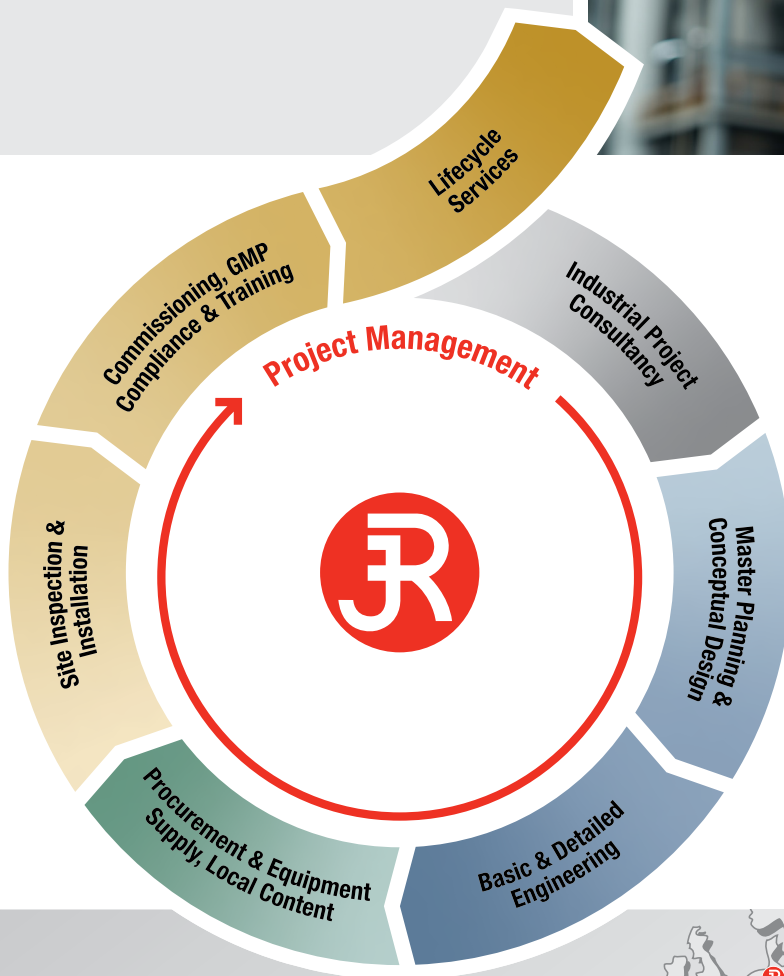 Lifecycle
Services
Industrial Project
Consultancy
Master Planning &
Conceptual Design
Basic & Detailed
Engineering
Procurement & Equipment
Supply, Local Content
Site Inspection &
Installation
Commissioning, GMP
Compliance & Training
Project Management
JR